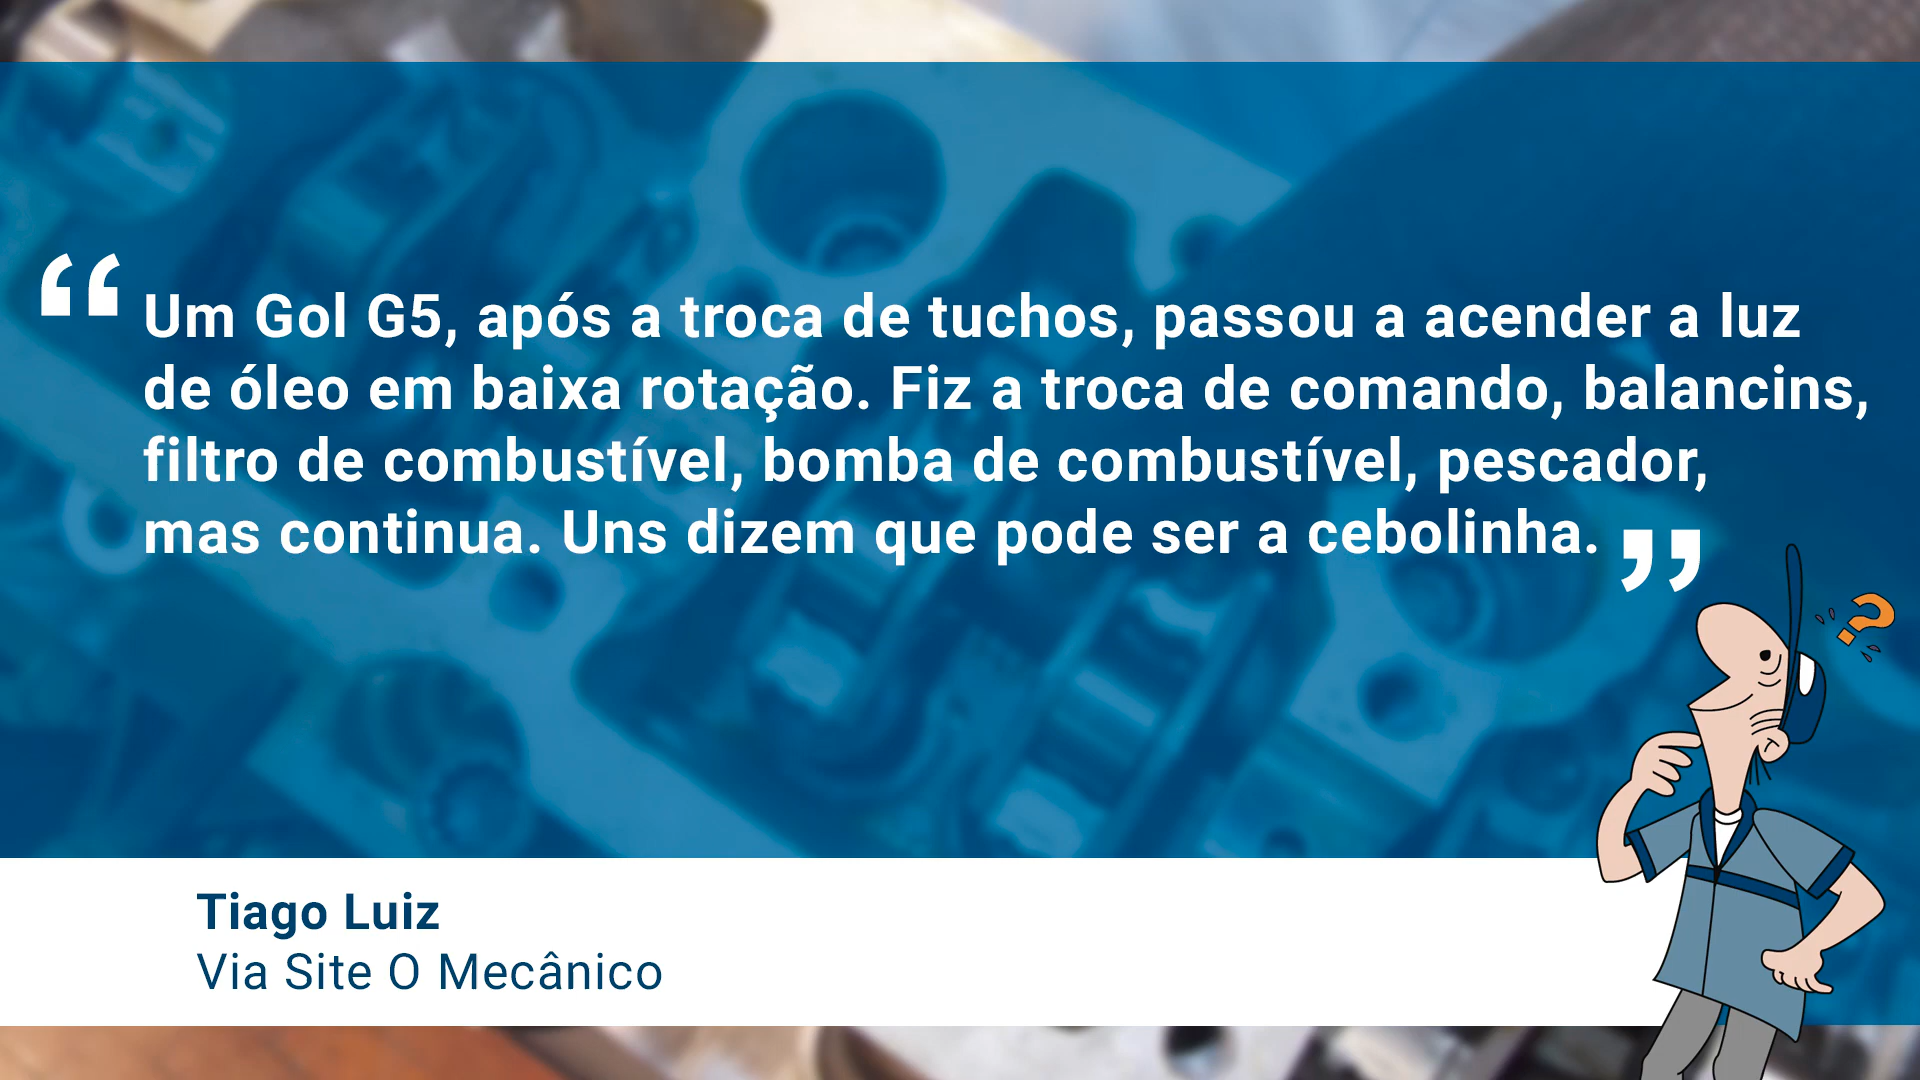 “Um Gol G5, após a troca de tuchos, passou a acender a luz
de óleo em baixa rotação. Fiz a troca de comando, balancins,
filtro de combustível, bomba de combustível, pescador,
mas continua. Uns dizem que pode ser a cebolinha.”
?
Tiago Luiz
Via Site O Mecânico